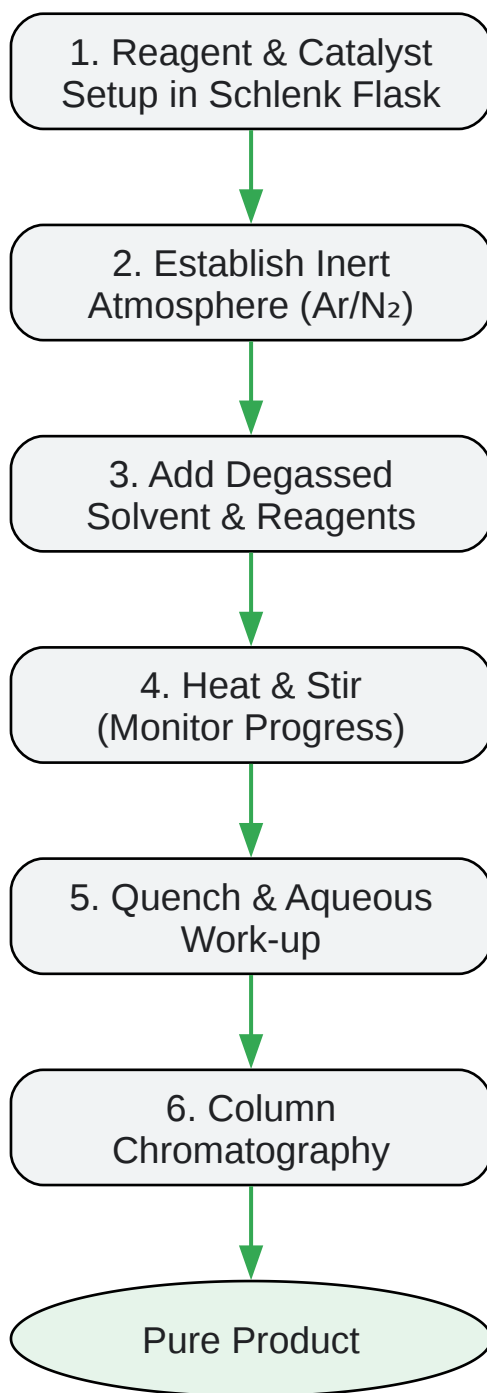 1. Reagent & Catalyst
Setup in Schlenk Flask
2. Establish Inert
Atmosphere (Ar/N₂)
3. Add Degassed
Solvent & Reagents
4. Heat & Stir
(Monitor Progress)
5. Quench & Aqueous
Work-up
6. Column
Chromatography
Pure Product